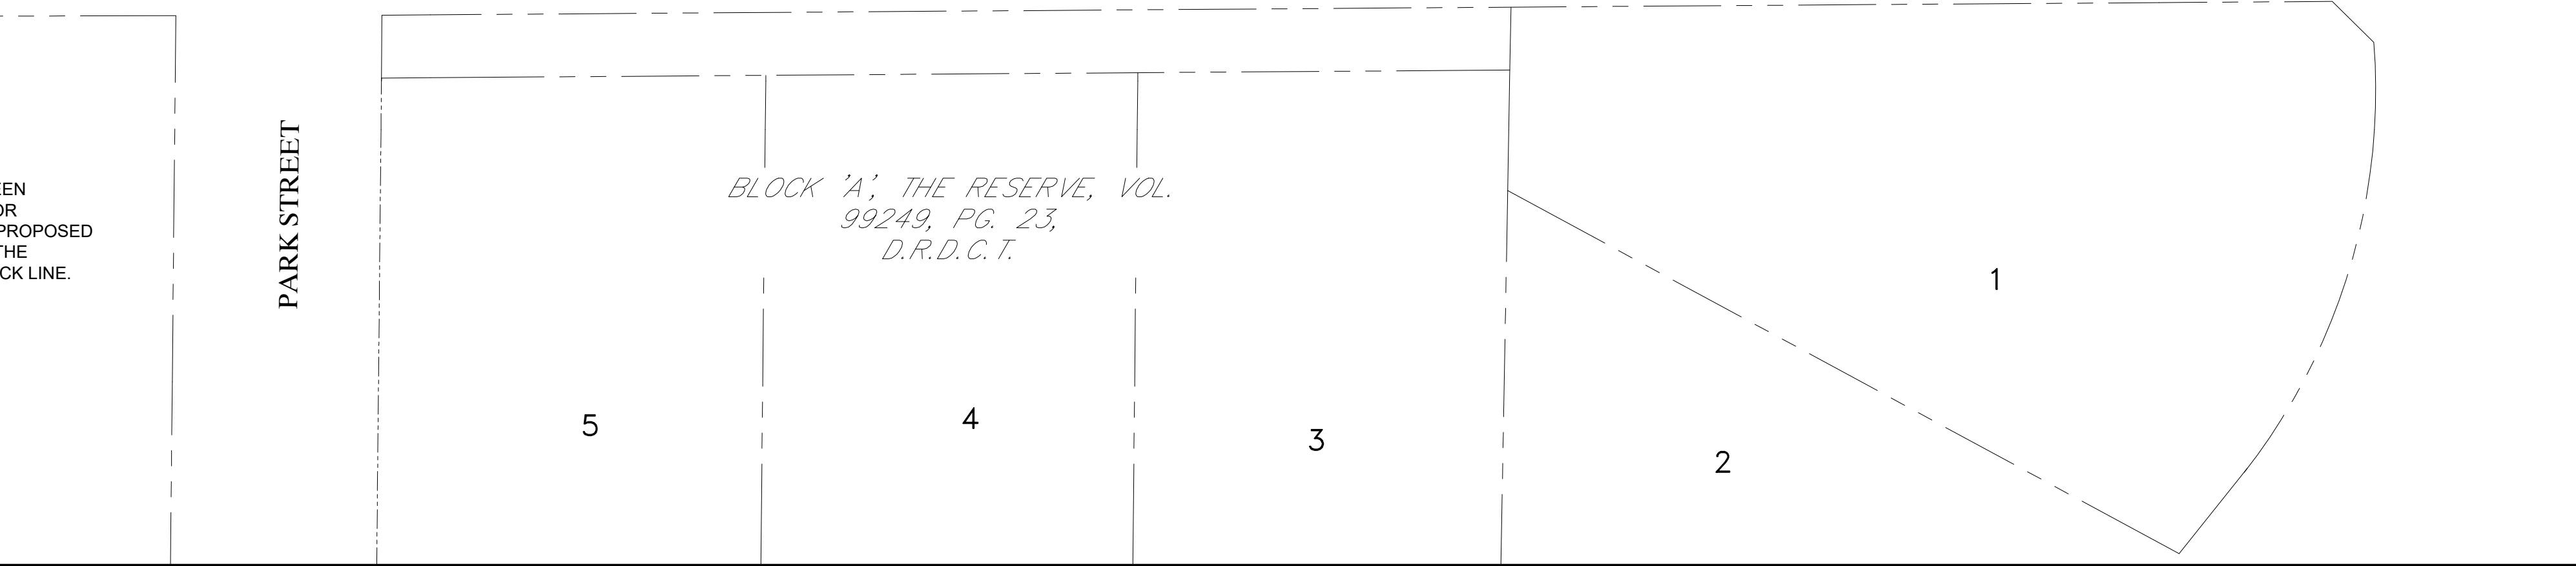 EEN
OR
PROPOSED
THE
CK LINE.
PARK STREET
BLOCK 'A', THE RESERVE, VOL.
99249, PG. 23,
D.R.D.C.T.
5
4
3
2
1